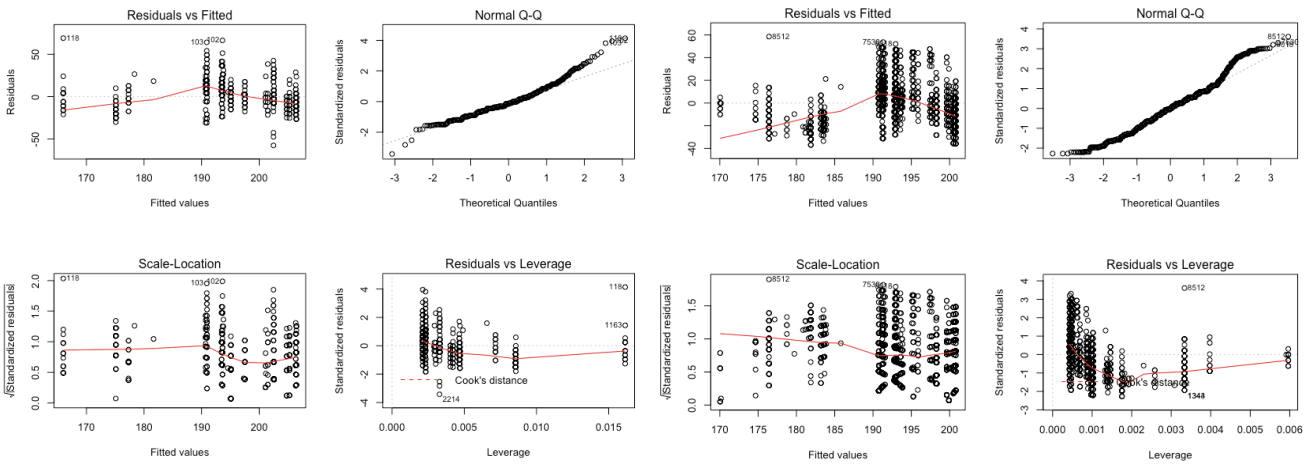 Residuals vs Fitted
Residuals
50
0
-50
118
103
102
170 180 190 200
Fitted values
Normal Q-Q
Standardized residuals
4
2
0
-2
-3 -2 -1 0 1 2 3
Theoretical Quantiles
Residuals vs Fitted
Residuals
60
40
20
0
-40
8512
170 175 180 185 190 195 200
Fitted values
Normal Q-Q
Standardized residuals
4
3
2
1
0
-1
-2
8512
-3 -2 -1 0 1 2 3
Theoretical Quantiles
Scale-Location
√|Standardized residuals|
2.0
1.5
1.0
0.5
0.0
118
103
102
170 180 190 200
Fitted values
Residuals vs Leverage
Standardized residuals
4
2
0
-2
-4
118
1163
Cook's distance
2214
0.000 0.005 0.010 0.015
Leverage
Scale-Location
√|Standardized residuals|
1.5
1.0
0.5
0.0
8512
170 175 180 185 190 195 200
Fitted values
Residuals vs Leverage
Standardized residuals
4
3
2
1
0
-1
-3
8512
Cook's distance
0.000 0.001 0.002 0.003 0.004 0.005 0.006
Leverage